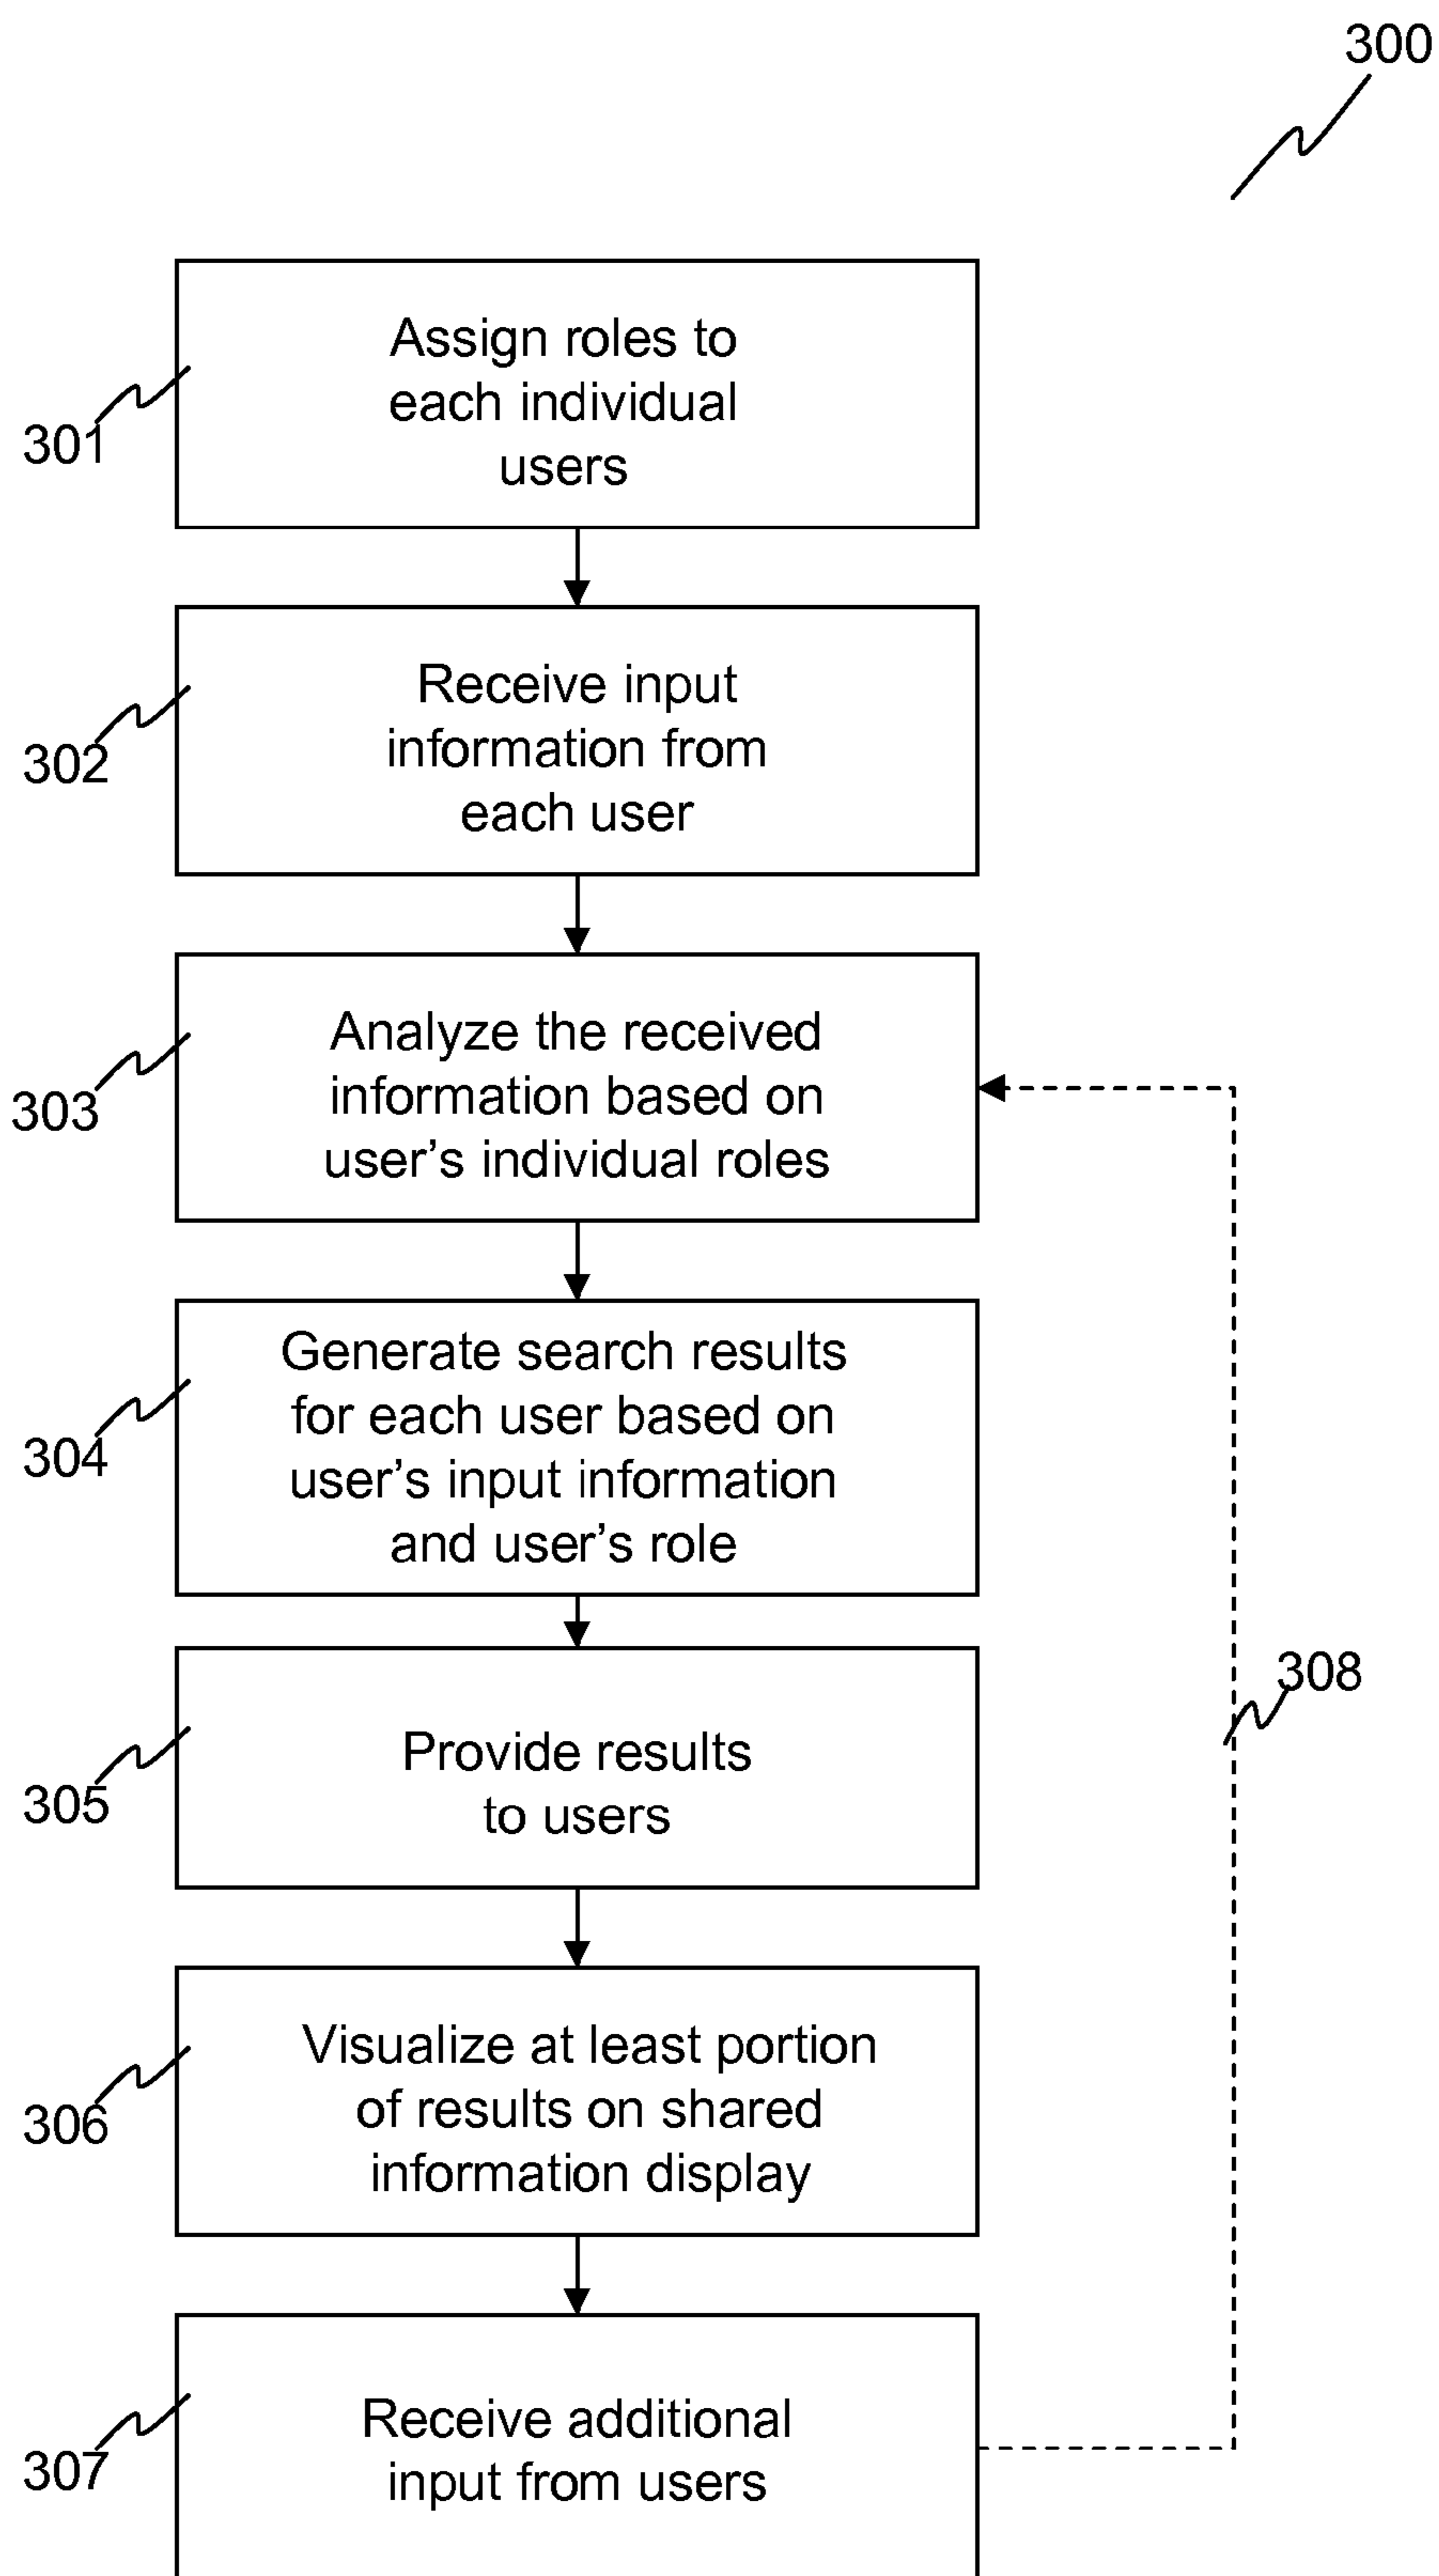 300
Assign roles to
each individual
users
301
Receive input
information from
each user
302
Analyze the received
information based on
user's individual roles
303
Generate search results
for each user based on
user's input information
and user's role
304
308
Provide results
to users
305
Visualize at least portion
of results on shared
information display
306
Receive additional
input from users
307